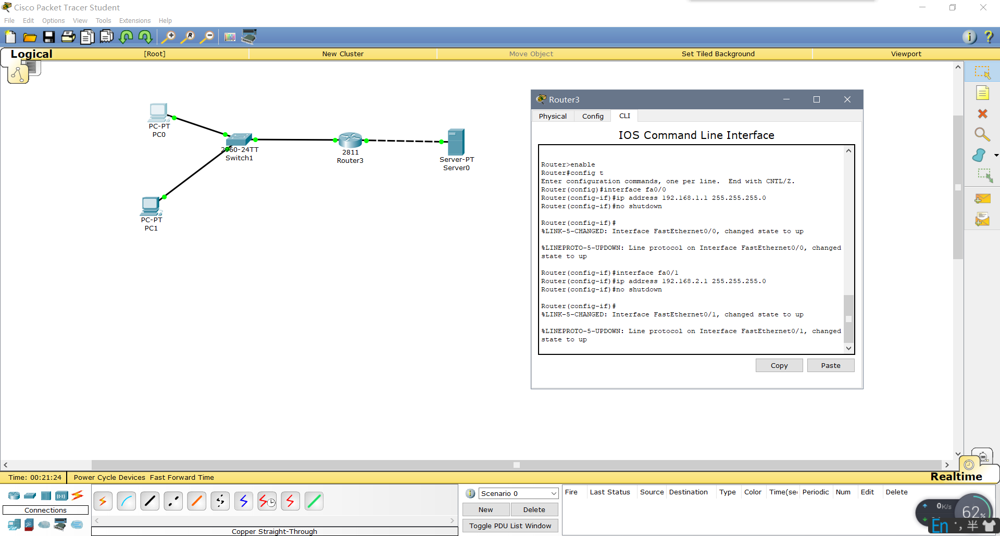 Cisco Packet Tracer Student
File Edit Options View Tools Extensions Help
Logical [Root] New Cluster Move Object Set Tiled Background Viewport
PC-PT
PC0
2960-24TT
Switch1
2811
Router3
Server-PT
Server0
PC-PT
PC1
Router3
Physical Config CLI
IOS Command Line Interface
Router>enable
Router#config t
Enter configuration commands, one per line.  End with CNTL/Z.
Router(config)#interface fa0/0
Router(config-if)#ip address 192.168.1.1 255.255.255.0
Router(config-if)#no shutdown
Router(config-if)#
%LINK-5-CHANGED: Interface FastEthernet0/0, changed state to up
%LINEPROTO-5-UPDOWN: Line protocol on Interface FastEthernet0/0, changed
state to up
Router(config-if)#interface fa0/1
Router(config-if)#ip address 192.168.2.1 255.255.255.0
Router(config-if)#no shutdown
Router(config-if)#
%LINK-5-CHANGED: Interface FastEthernet0/1, changed state to up
%LINEPROTO-5-UPDOWN: Line protocol on Interface FastEthernet0/1, changed
state to up
Copy Paste
Time: 00:21:24 Power Cycle Devices Fast Forward Time Realtime
Connections
Copper Straight-Through
Scenario 0
New Delete
Toggle PDU List Window
Fire Last Status Source Destination Type Color Time(sec Periodic Num Edit Delete
0K/s
62%
En 半